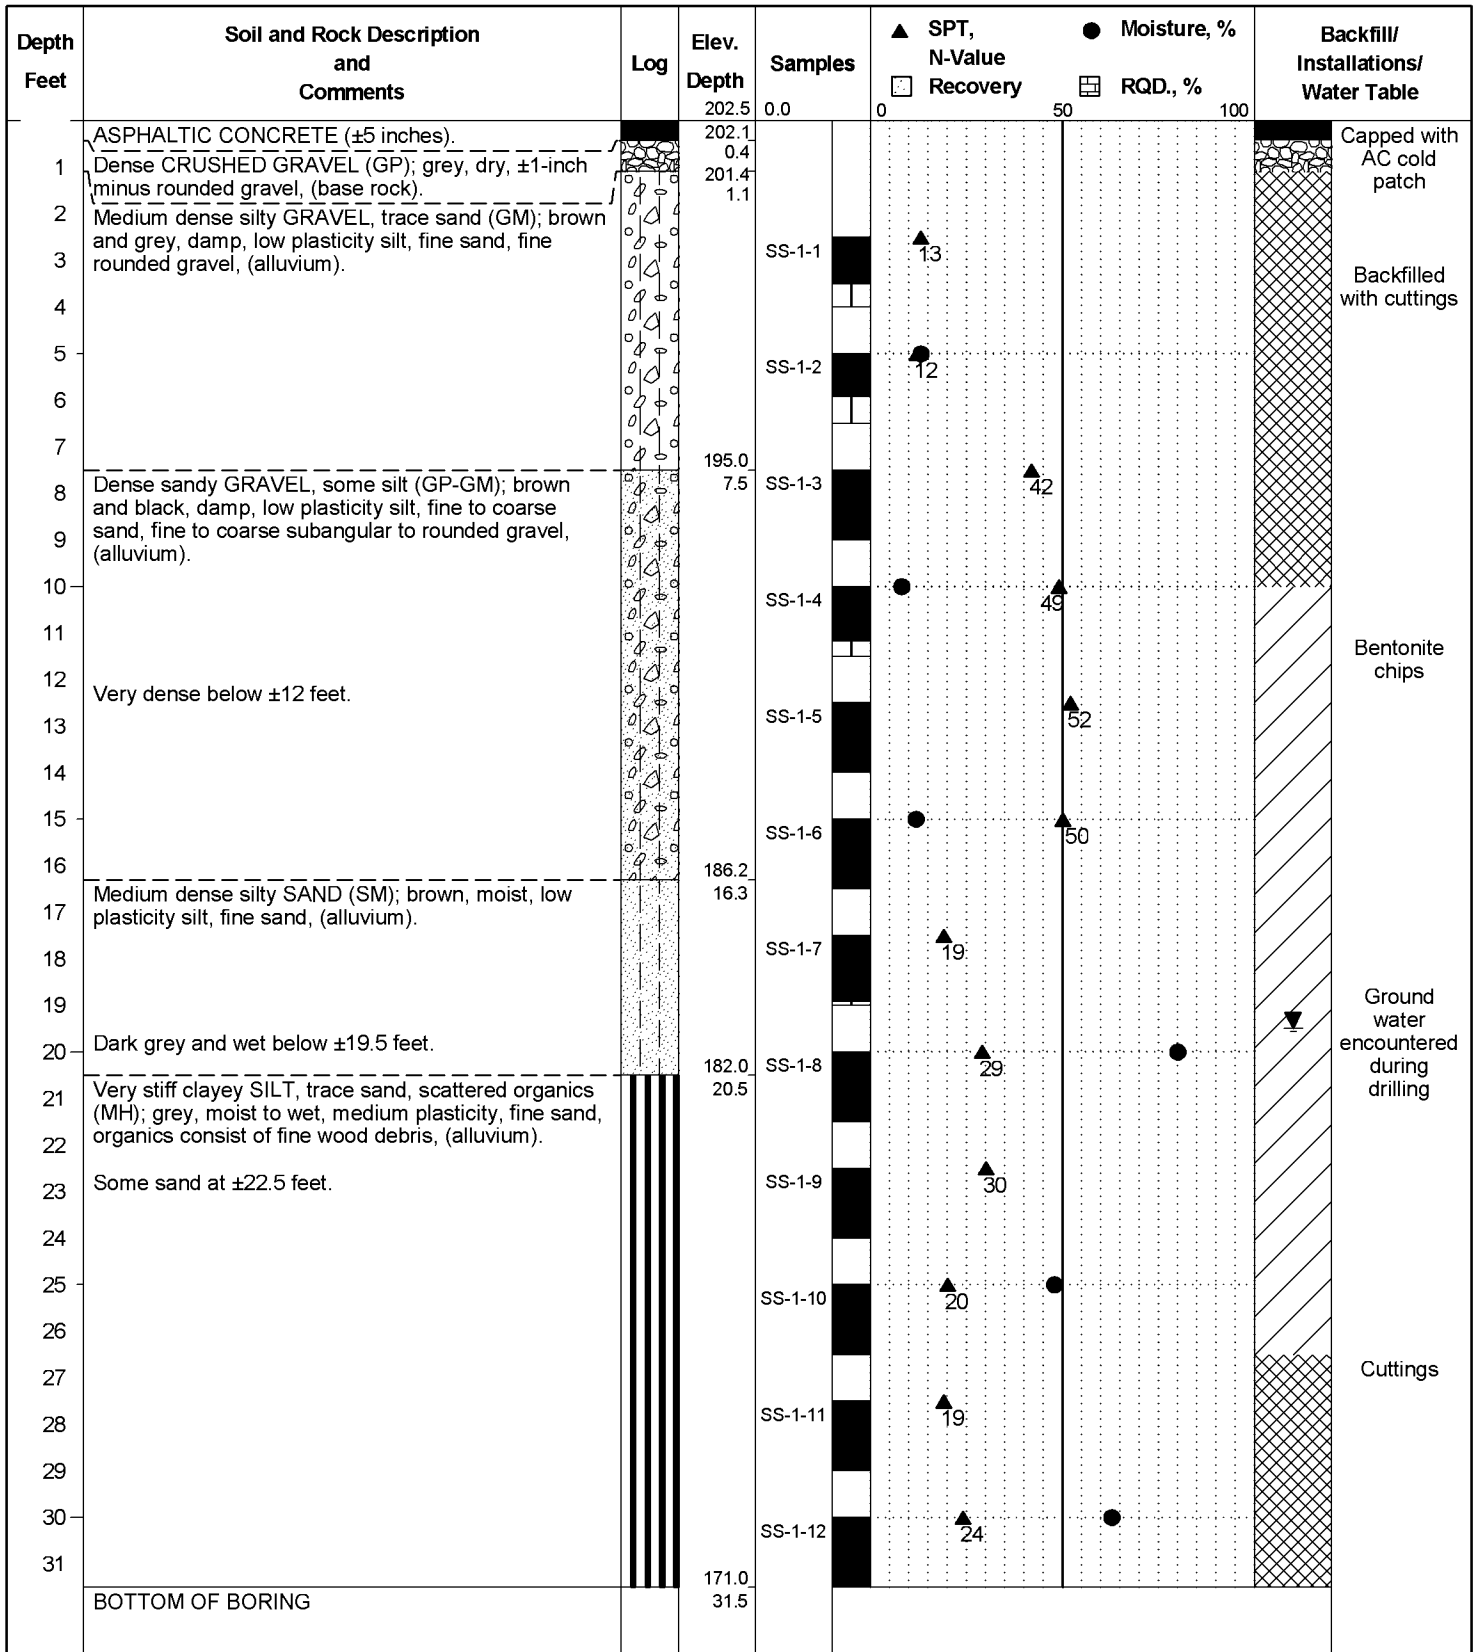 Depth
Feet
Soil and Rock Description
and
Comments
Log
Elev.
Depth
202.5
Samples
0.0
SPT,
N-Value
Moisture, %
Recovery
RQD., %
0
50
100
Backfill/
Installations/
Water Table
ASPHALTIC CONCRETE (±5 inches).
202.1
0.4
Capped with
AC cold
patch
Dense CRUSHED GRAVEL (GP); grey, dry, ±1-inch
minus rounded gravel, (base rock).
201.4
1.1
1
2
3
4
5
6
7
8
9
10
11
12
13
14
15
16
17
18
19
20
21
22
23
24
25
26
27
28
29
30
31
Medium dense silty GRAVEL, trace sand (GM); brown
and grey, damp, low plasticity silt, fine sand, fine
rounded gravel, (alluvium).
195.0
7.5
Dense sandy GRAVEL, some silt (GP-GM); brown
and black, damp, low plasticity silt, fine to coarse
sand, fine to coarse subangular to rounded gravel,
(alluvium).
Very dense below ±12 feet.
186.2
16.3
Medium dense silty SAND (SM); brown, moist, low
plasticity silt, fine sand, (alluvium).
Dark grey and wet below ±19.5 feet.
182.0
20.5
Very stiff clayey SILT, trace sand, scattered organics
(MH); grey, moist to wet, medium plasticity, fine sand,
organics consist of fine wood debris, (alluvium).
Some sand at ±22.5 feet.
171.0
31.5
BOTTOM OF BORING
SS-1-1
13
SS-1-2
12
SS-1-3
42
SS-1-4
49
SS-1-5
52
SS-1-6
50
SS-1-7
19
SS-1-8
29
SS-1-9
30
SS-1-10
20
SS-1-11
19
SS-1-12
24
Backfilled
with cuttings
Bentonite
chips
Ground
water
encountered
during
drilling
Cuttings